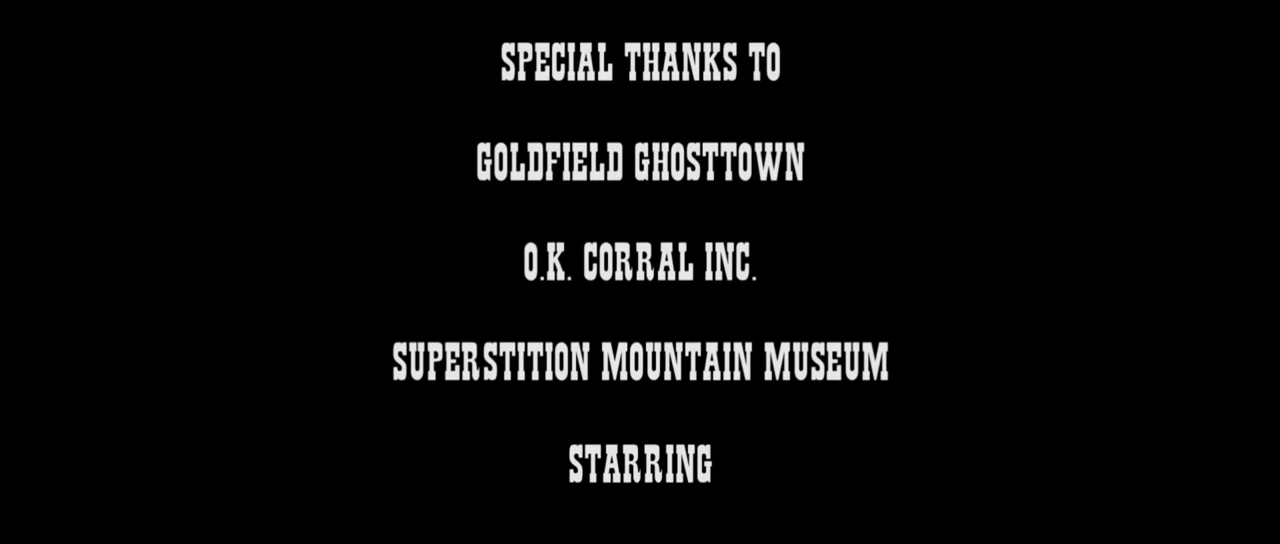 SPECIAL THANKS TO
GOLDFIELD GHOSTTOWN
O.K. CORRAL INC.
SUPERSTITION MOUNTAIN MUSEUM
STARRING